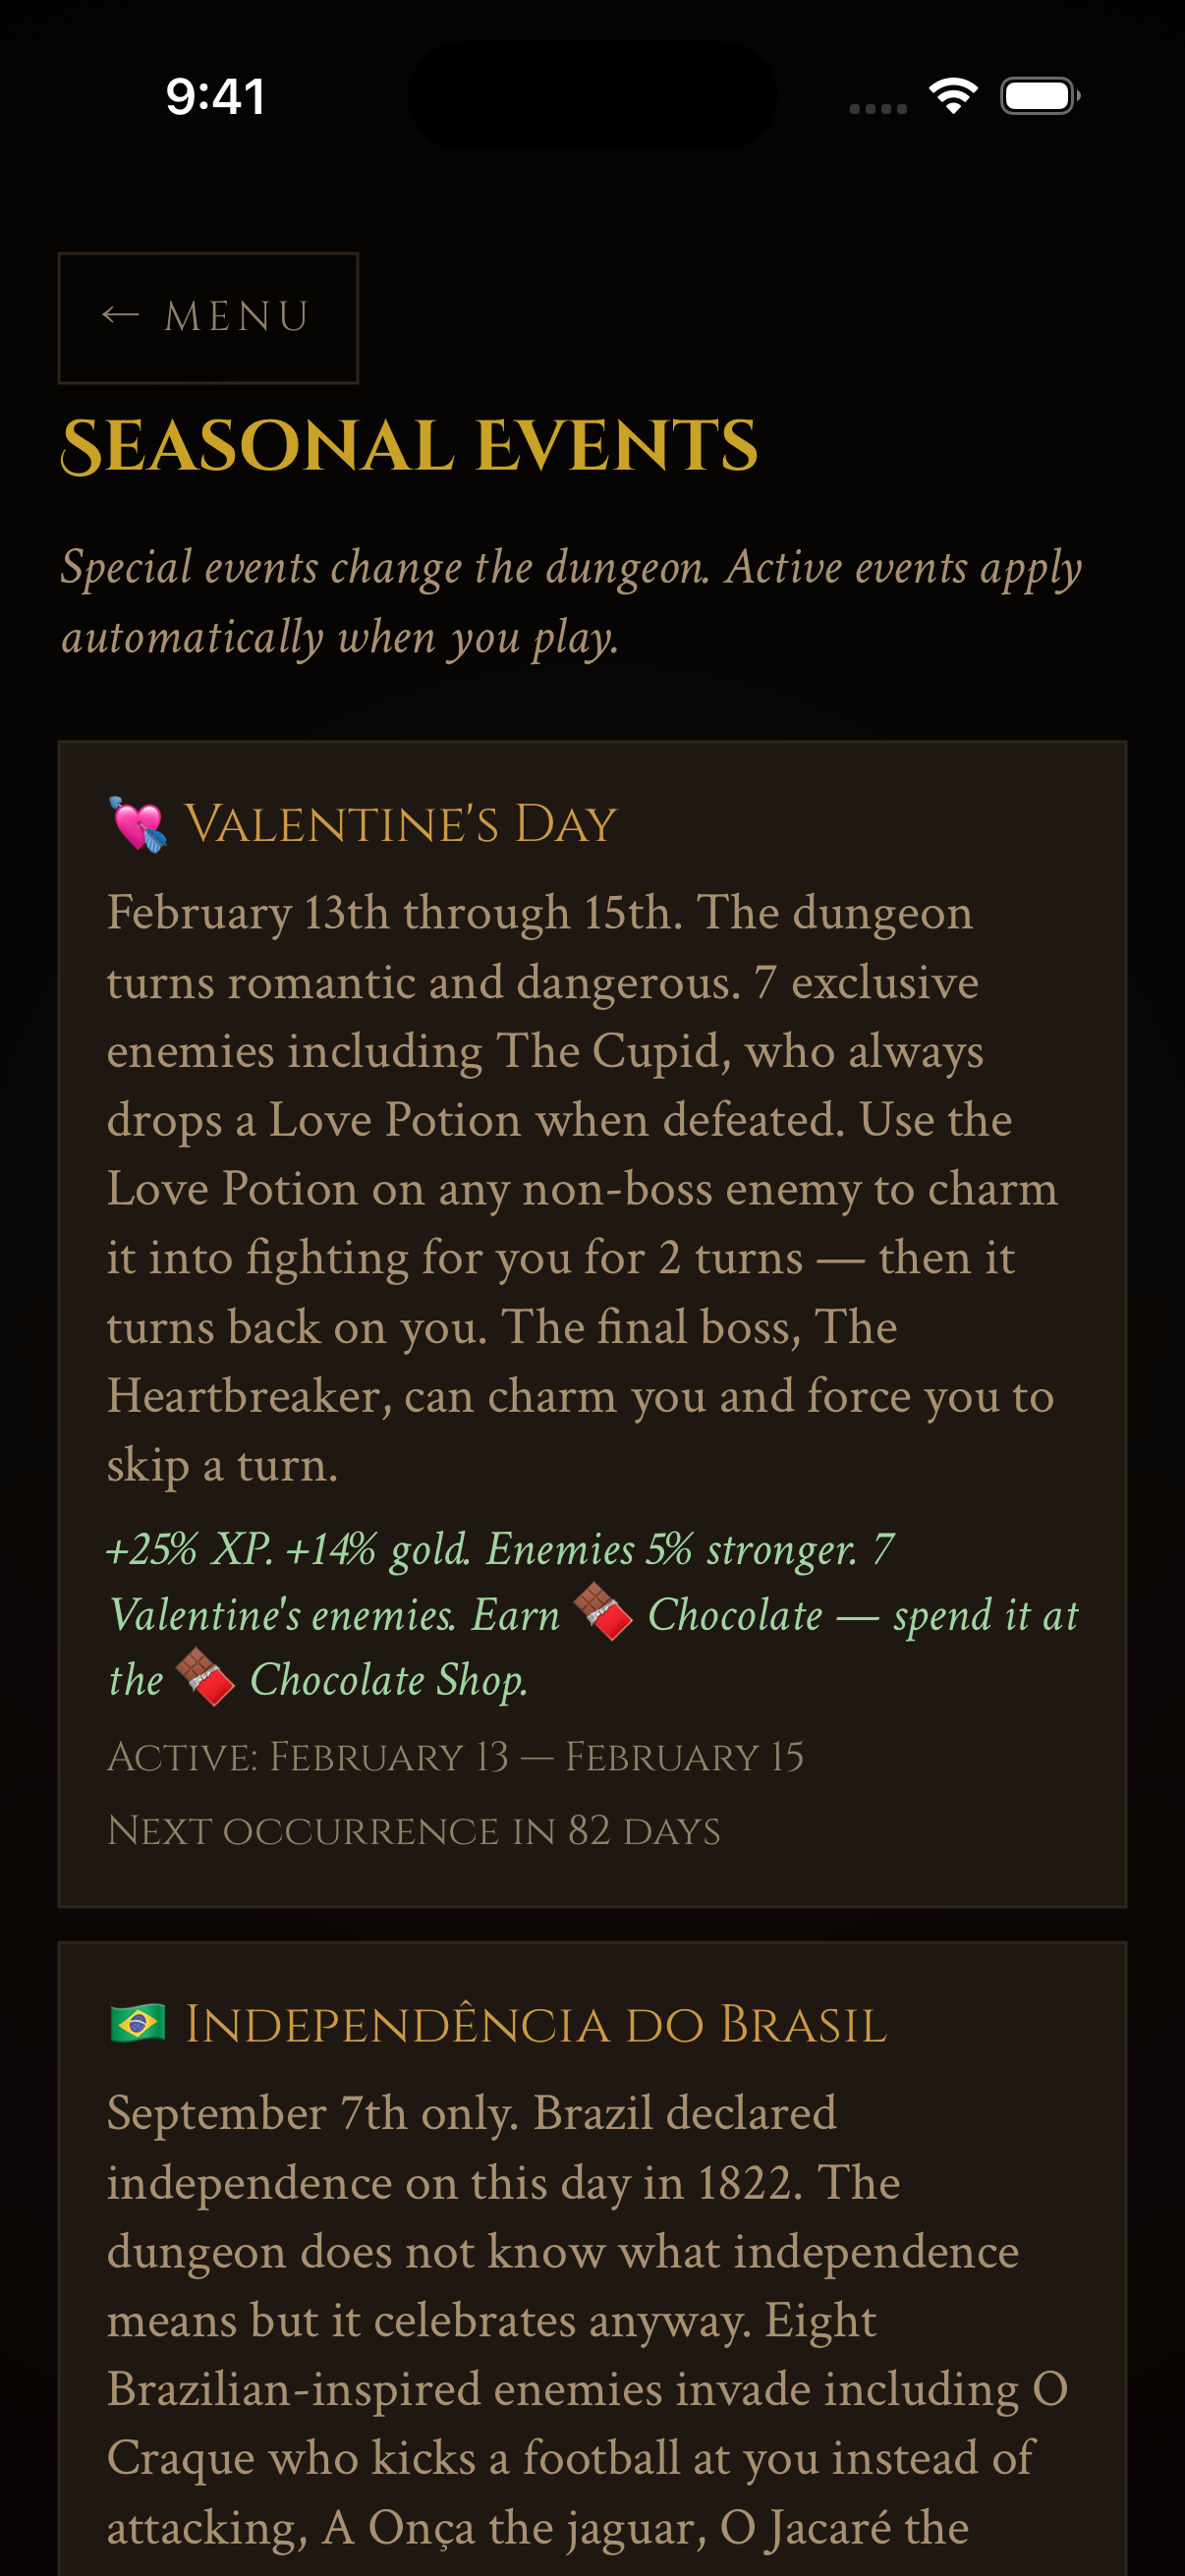 9:41
← MENU
Seasonal Events
Special events change the dungeon. Active events apply
automatically when you play.
💘 Valentine's Day
February 13th through 15th. The dungeon
turns romantic and dangerous. 7 exclusive
enemies including The Cupid, who always
drops a Love Potion when defeated. Use the
Love Potion on any non-boss enemy to charm
it into fighting for you for 2 turns — then it
turns back on you. The final boss, The
Heartbreaker, can charm you and force you to
skip a turn.
+25% XP. +14% gold. Enemies 5% stronger. 7
Valentine's enemies. Earn 🍫 Chocolate — spend it at
the 🍫 Chocolate Shop.
Active: February 13 — February 15
Next occurrence in 82 days
🇧🇷 Independência do Brasil
September 7th only. Brazil declared
independence on this day in 1822. The
dungeon does not know what independence
means but it celebrates anyway. Eight
Brazilian-inspired enemies invade including O
Craque who kicks a football at you instead of
attacking, A Onça the jaguar, O Jacaré the